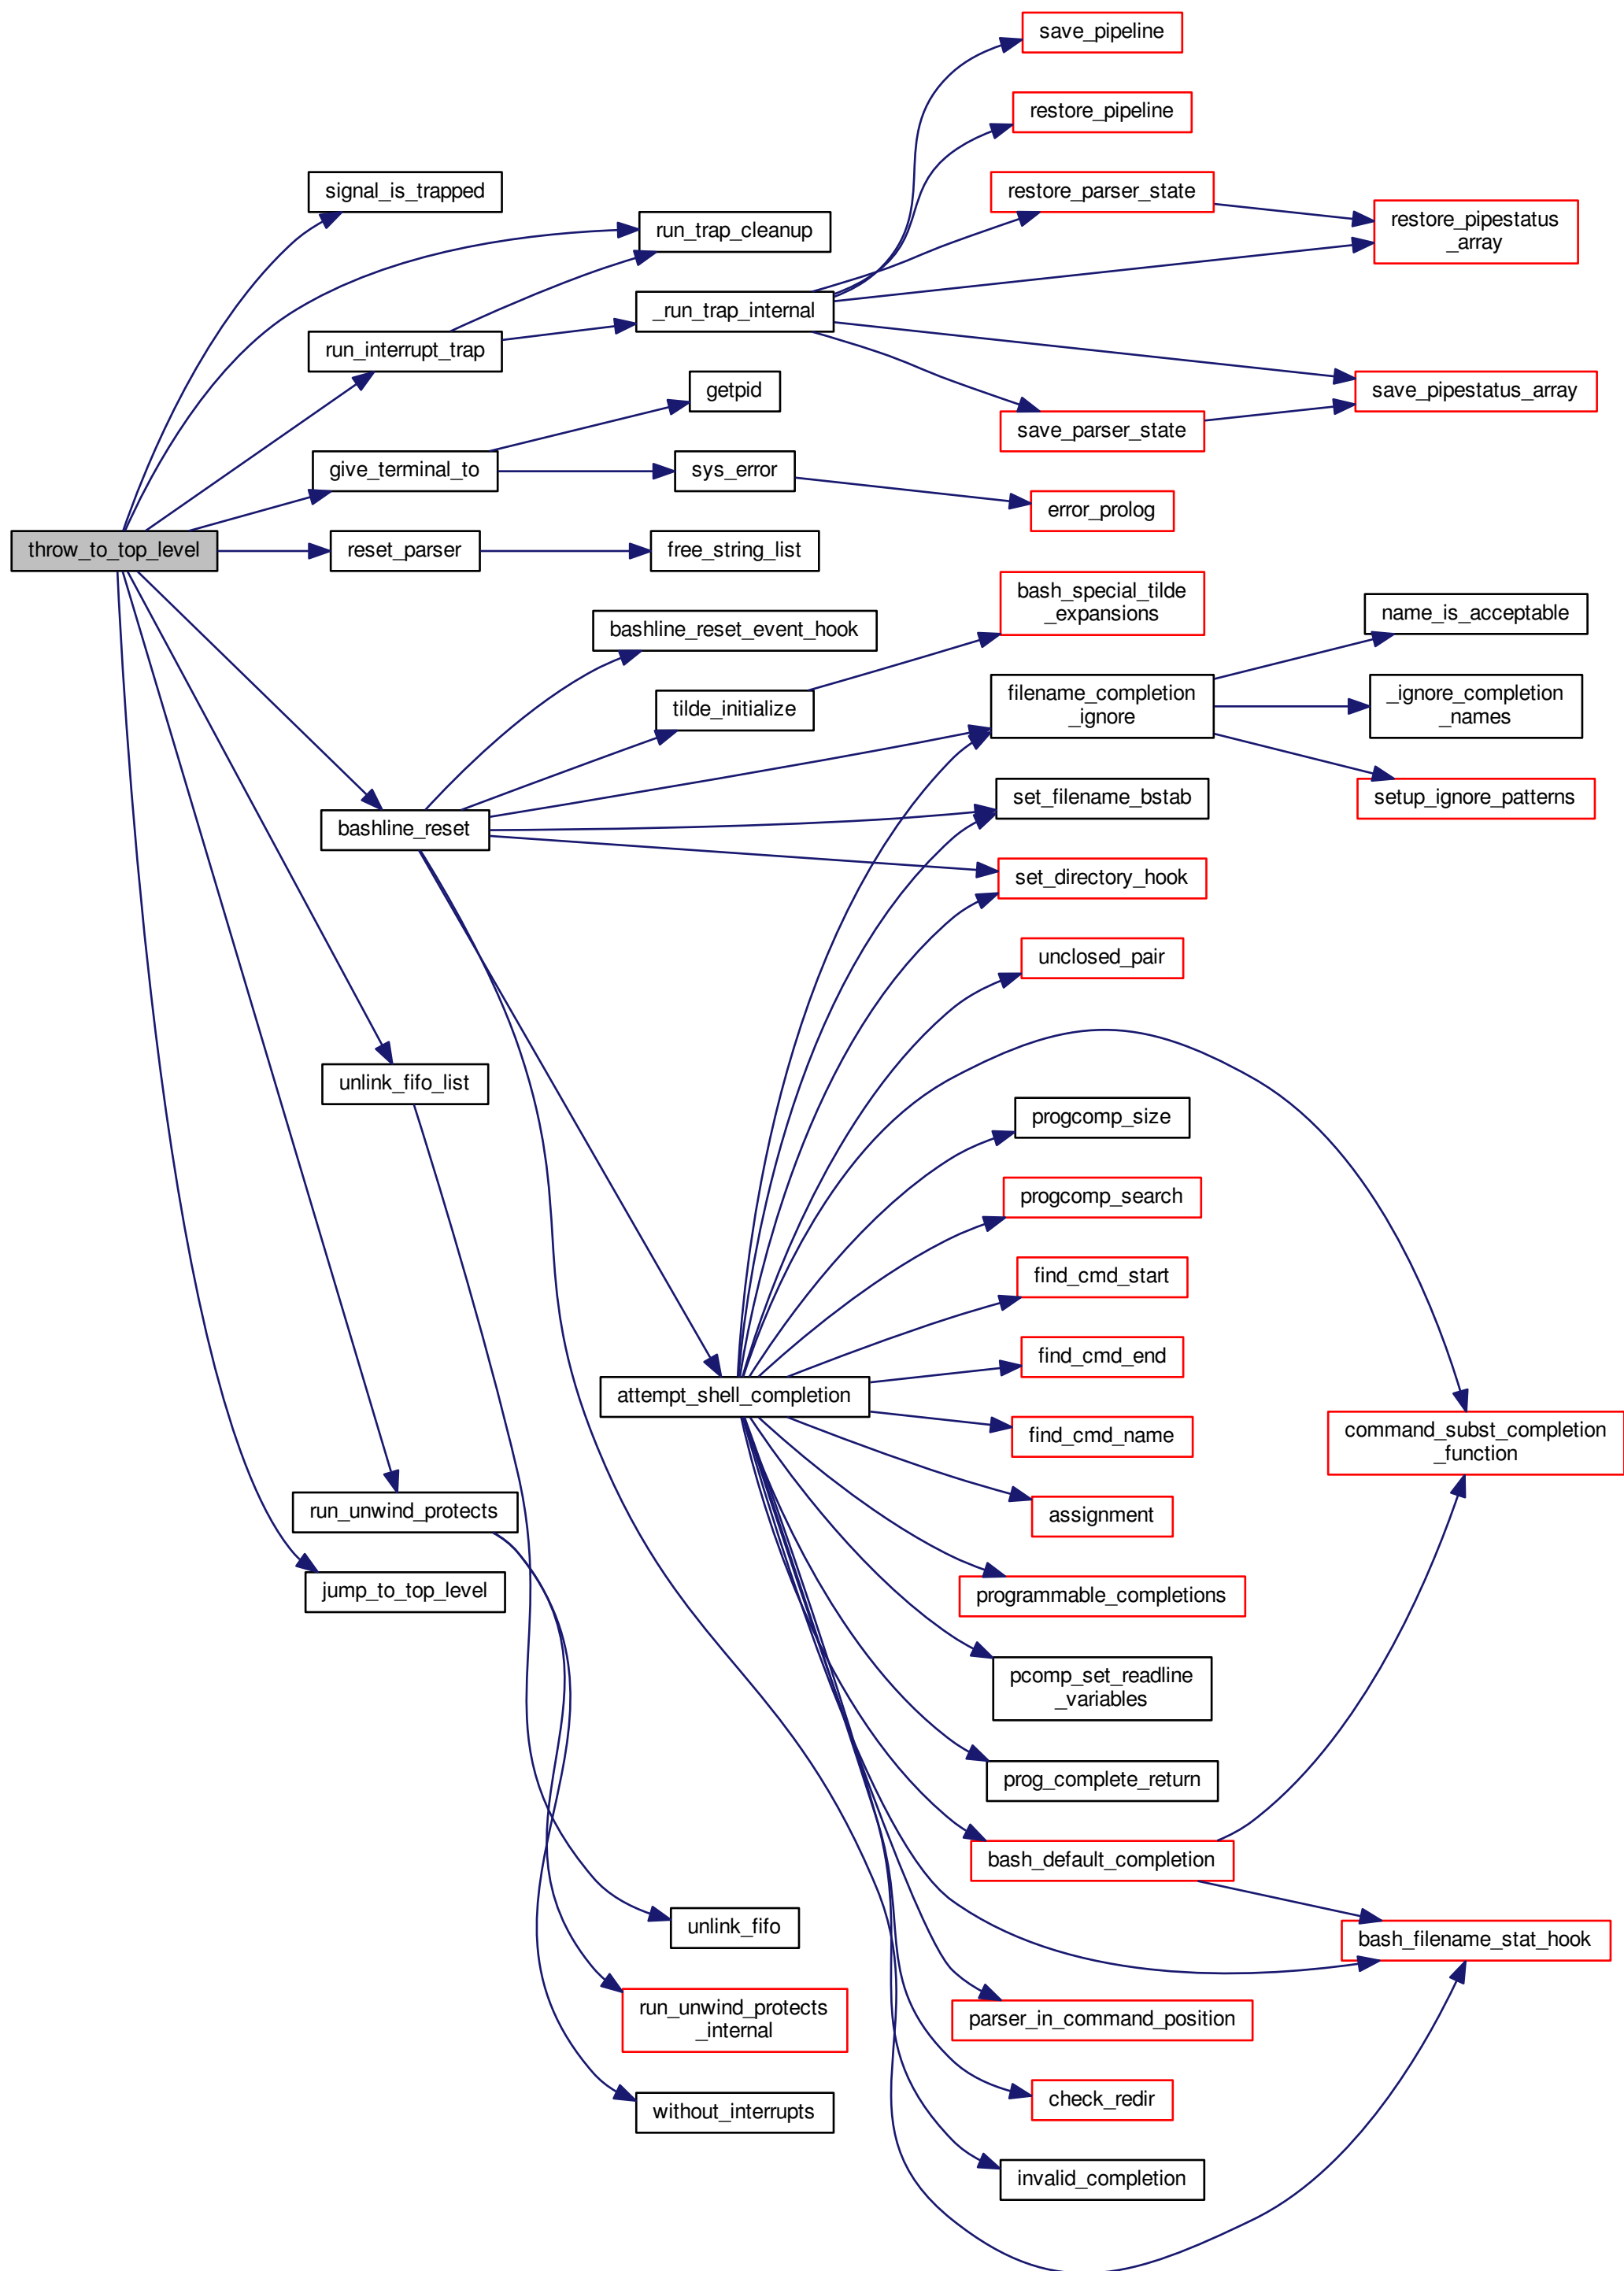 save_pipeline
restore_pipeline
signal_is_trapped
restore_parser_state
run_trap_cleanup
restore_pipestatus
_array
_run_trap_internal
run_interrupt_trap
getpid
save_pipestatus_array
save_parser_state
give_terminal_to
sys_error
error_prolog
throw_to_top_level
reset_parser
free_string_list
bash_special_tilde
_expansions
name_is_acceptable
bashline_reset_event_hook
filename_completion
_ignore
_ignore_completion
_names
tilde_initialize
set_filename_bstab
setup_ignore_patterns
bashline_reset
set_directory_hook
unclosed_pair
unlink_fifo_list
progcomp_size
progcomp_search
find_cmd_start
find_cmd_end
attempt_shell_completion
find_cmd_name
command_subst_completion
_function
run_unwind_protects
assignment
jump_to_top_level
programmable_completions
pcomp_set_readline
_variables
prog_complete_return
bash_default_completion
unlink_fifo
bash_filename_stat_hook
run_unwind_protects
_internal
parser_in_command_position
check_redir
without_interrupts
invalid_completion